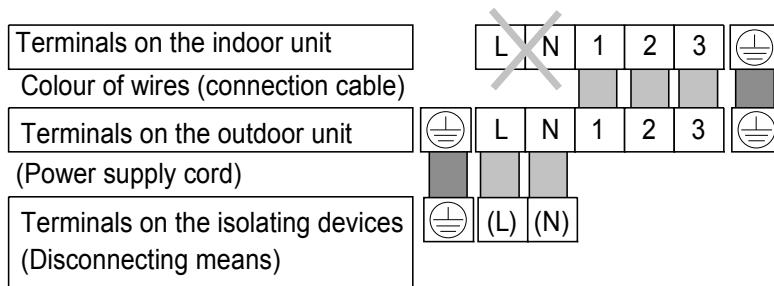 Terminals on the indoor unit L N 1 2 3
Colour of wires (connection cable)
Terminals on the outdoor unit L N 1 2 3
(Power supply cord)
Terminals on the isolating devices (L) (N)
(Disconnecting means)